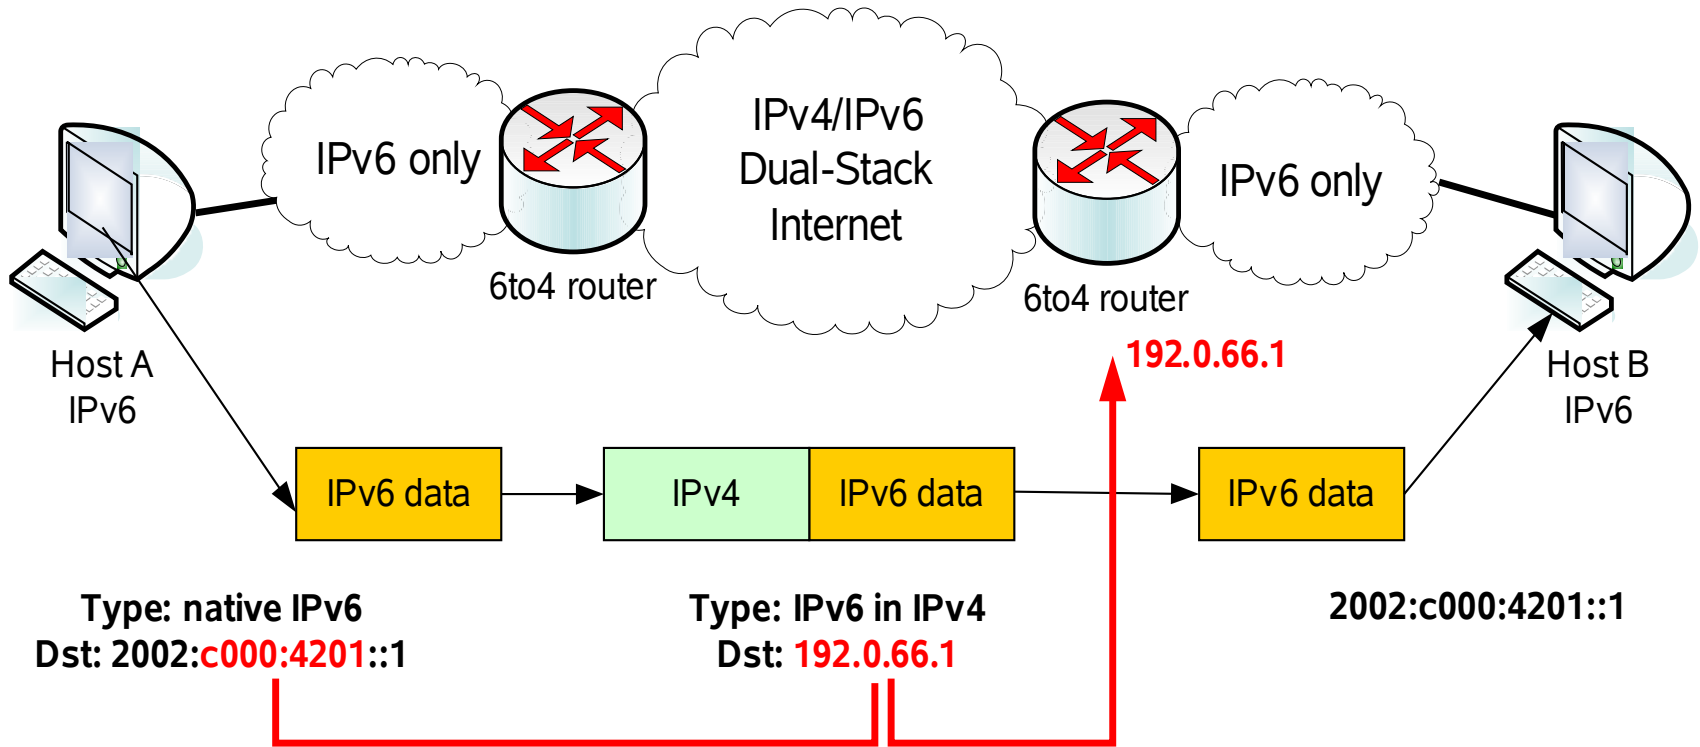 IPv6 only
IPv4/IPv6
Dual-Stack
Internet
IPv6 only
6to4 router
6to4 router
Host A
IPv6
192.0.66.1
Host B
IPv6
IPv6 data
IPv4
IPv6 data
IPv6 data
Type: native IPv6
Dst: 2002:c000:4201::1
Type: IPv6 in IPv4
Dst: 192.0.66.1
2002:c000:4201::1